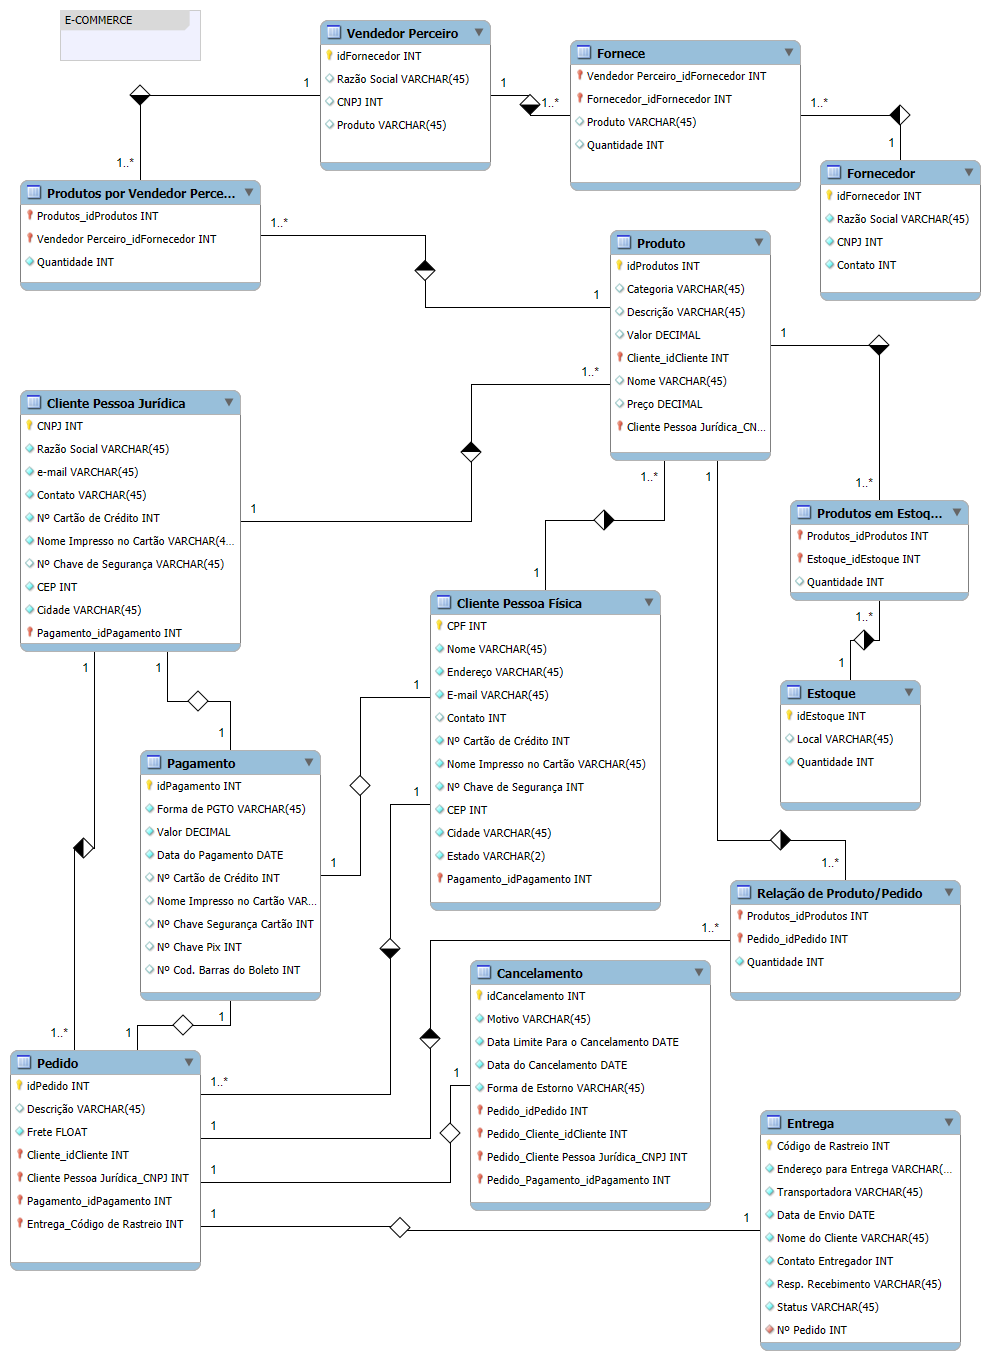 E-COMMERCE
Vendedor Perceiro
idFornecedor INT
Razão Social VARCHAR(45)
CNPJ INT
Produto VARCHAR(45)
Fornece
Vendedor Perceiro_idFornecedor INT
Fornecedor_idFornecedor INT
Produto VARCHAR(45)
Quantidade INT
1
1
1..*
1..*
1
1..*
Fornecedor
idFornecedor INT
Razão Social VARCHAR(45)
CNPJ INT
Contato INT
Produtos por Vendedor Perce...
Produtos_idProdutos INT
Vendedor Perceiro_idFornecedor INT
Quantidade INT
1..*
1
Produto
idProdutos INT
Categoria VARCHAR(45)
Descrição VARCHAR(45)
Valor DECIMAL
Cliente_idCliente INT
Nome VARCHAR(45)
Preço DECIMAL
Cliente Pessoa Jurídica_CN...
1
1..*
1..*
1
1..*
Cliente Pessoa Jurídica
CNPJ INT
Razão Social VARCHAR(45)
e-mail VARCHAR(45)
Contato VARCHAR(45)
Nº Cartão de Crédito INT
Nome Impresso no Cartão VARCHAR(4...
Nº Chave de Segurança VARCHAR(45)
CEP INT
Cidade VARCHAR(45)
Pagamento_idPagamento INT
1
1
1
Produtos em Estoq...
Produtos_idProdutos INT
Estoque_idEstoque INT
Quantidade INT
1..*
1
Cliente Pessoa Física
CPF INT
Nome VARCHAR(45)
Endereço VARCHAR(45)
E-mail VARCHAR(45)
Contato INT
Nº Cartão de Crédito INT
Nome Impresso no Cartão VARCHAR(45)
Nº Chave de Segurança INT
CEP INT
Cidade VARCHAR(45)
Estado VARCHAR(2)
Pagamento_idPagamento INT
1
1
1
Estoque
idEstoque INT
Local VARCHAR(45)
Quantidade INT
1
Pagamento
idPagamento INT
Forma de PGTO VARCHAR(45)
Valor DECIMAL
Data do Pagamento DATE
Nº Cartão de Crédito INT
Nome Impresso no Cartão VAR...
Nº Chave Segurança Cartão INT
Nº Chave Pix INT
Nº Cod. Barras do Boleto INT
1
1
1..*
Relação de Produto/Pedido
Produtos_idProdutos INT
Pedido_idPedido INT
Quantidade INT
1..*
1..*
1
Pedido
idPedido INT
Descrição VARCHAR(45)
Frete FLOAT
Cliente_idCliente INT
Cliente Pessoa Jurídica_CNPJ INT
Pagamento_idPagamento INT
Entrega_Código de Rastreio INT
1..*
1
1
1
Cancelamento
idCancelamento INT
Motivo VARCHAR(45)
Data Limite Para o Cancelamento DATE
Data do Cancelamento DATE
Forma de Estorno VARCHAR(45)
Pedido_idPedido INT
Pedido_Cliente_idCliente INT
Pedido_Cliente Pessoa Jurídica_CNPJ INT
Pedido_Pagamento_idPagamento INT
1
1
Entrega
Código de Rastreio INT
Endereço para Entrega VARCHAR(...
Transportadora VARCHAR(45)
Data de Envio DATE
Nome do Cliente VARCHAR(45)
Contato Entregador INT
Resp. Recebimento VARCHAR(45)
Status VARCHAR(45)
Nº Pedido INT